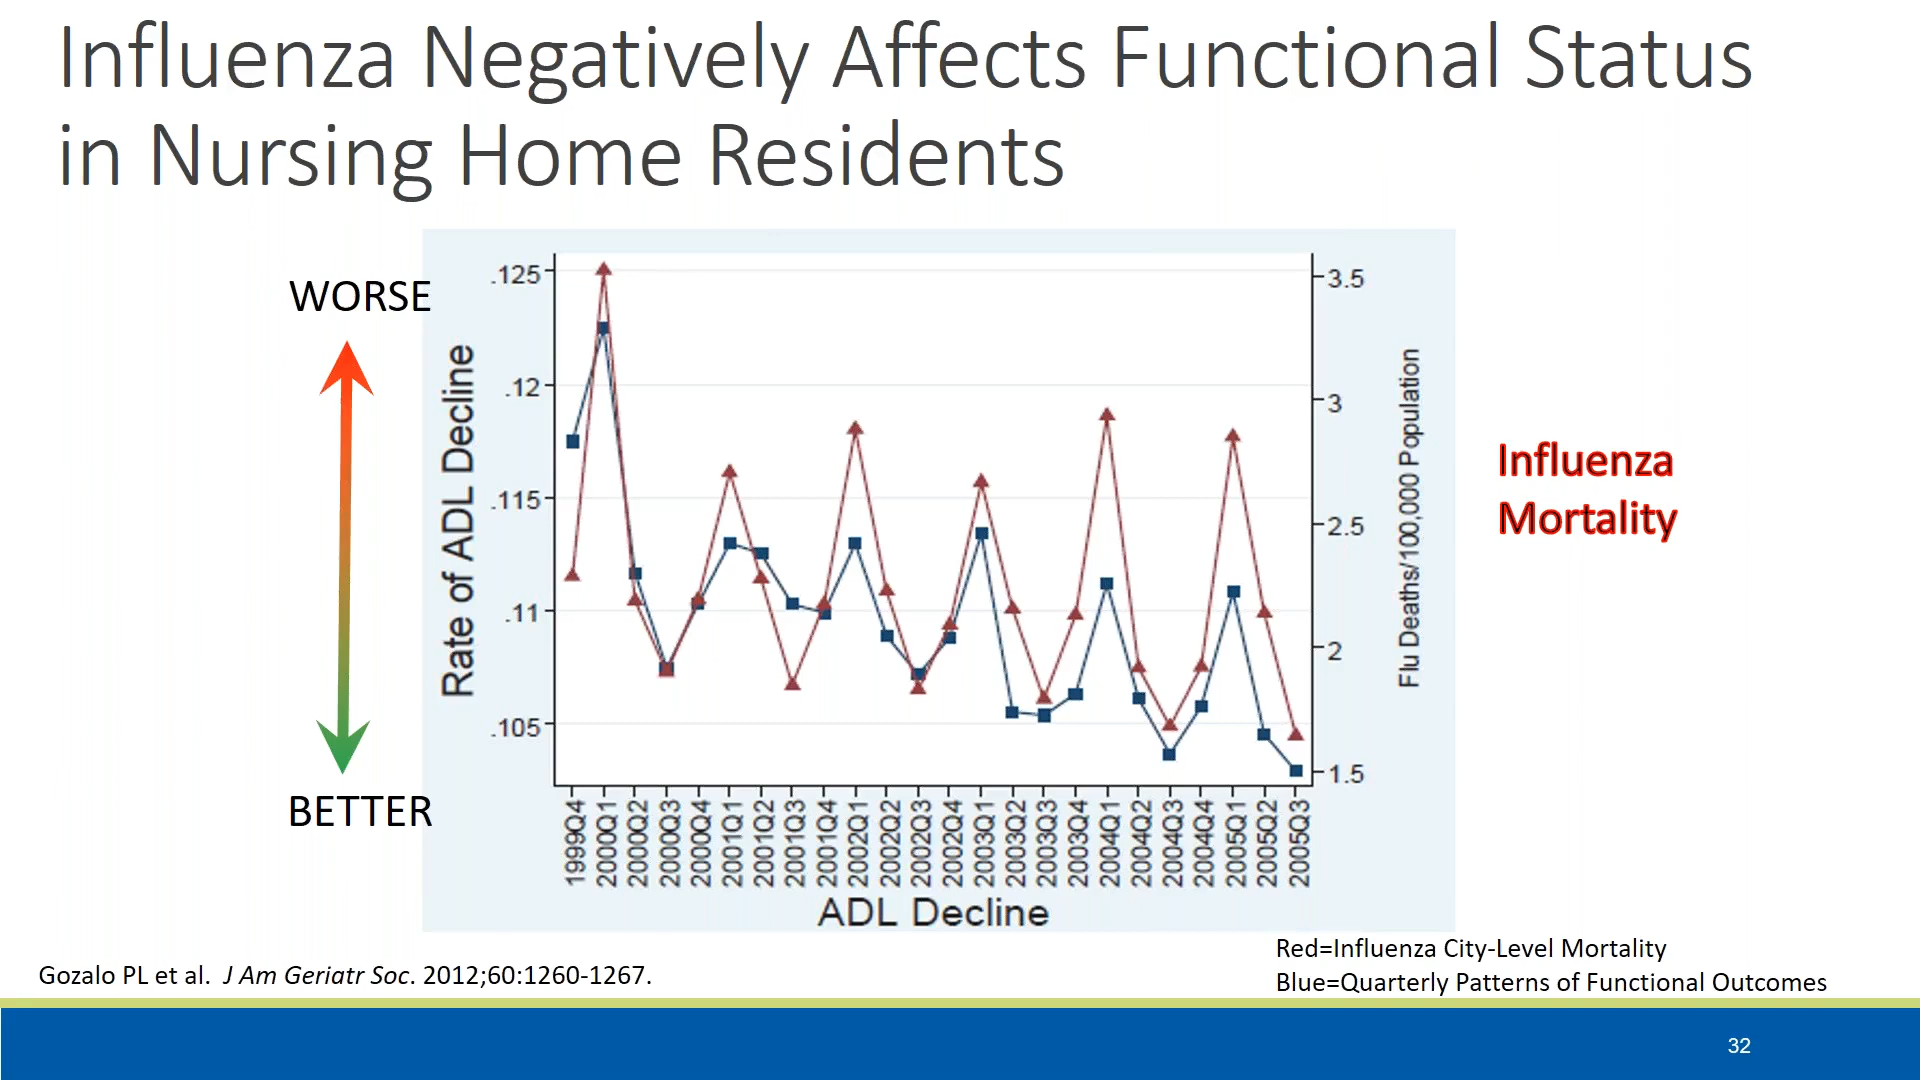 Influenza Negatively Affects Functional Status
in Nursing Home Residents
WORSE
BETTER
Rate of ADL Decline
.125
.12
.115
.11
.105
3.5
3
2.5
2
1.5
Flu Deaths/100,000 Population
Influenza
Mortality
1999Q4
2000Q1
2000Q2
2000Q3
2000Q4
2001Q1
2001Q2
2001Q3
2001Q4
2002Q1
2002Q2
2002Q3
2002Q4
2003Q1
2003Q2
2003Q3
2003Q4
2004Q1
2004Q2
2004Q3
2004Q4
2005Q1
2005Q2
2005Q3
ADL Decline
Red=Influenza City-Level Mortality
Blue=Quarterly Patterns of Functional Outcomes
Gozalo PL et al. J Am Geriatr Soc. 2012;60:1260-1267.
32